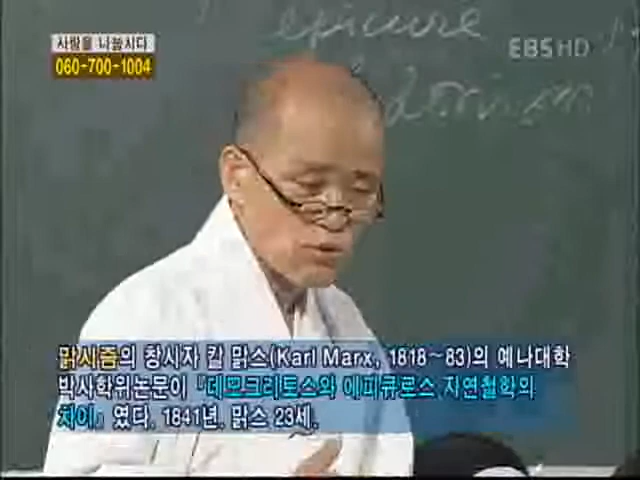 epicure
사랑을 나눕시다
060-700-1004
EBS HD
맑시즘의 창시자 칼 맑스(Karl Marx, 1818~83)의 예나대학
박사학위논문이 『데모크리토스와 에피큐로스 자연철학의
차이』였다. 1841년, 맑스 23세.